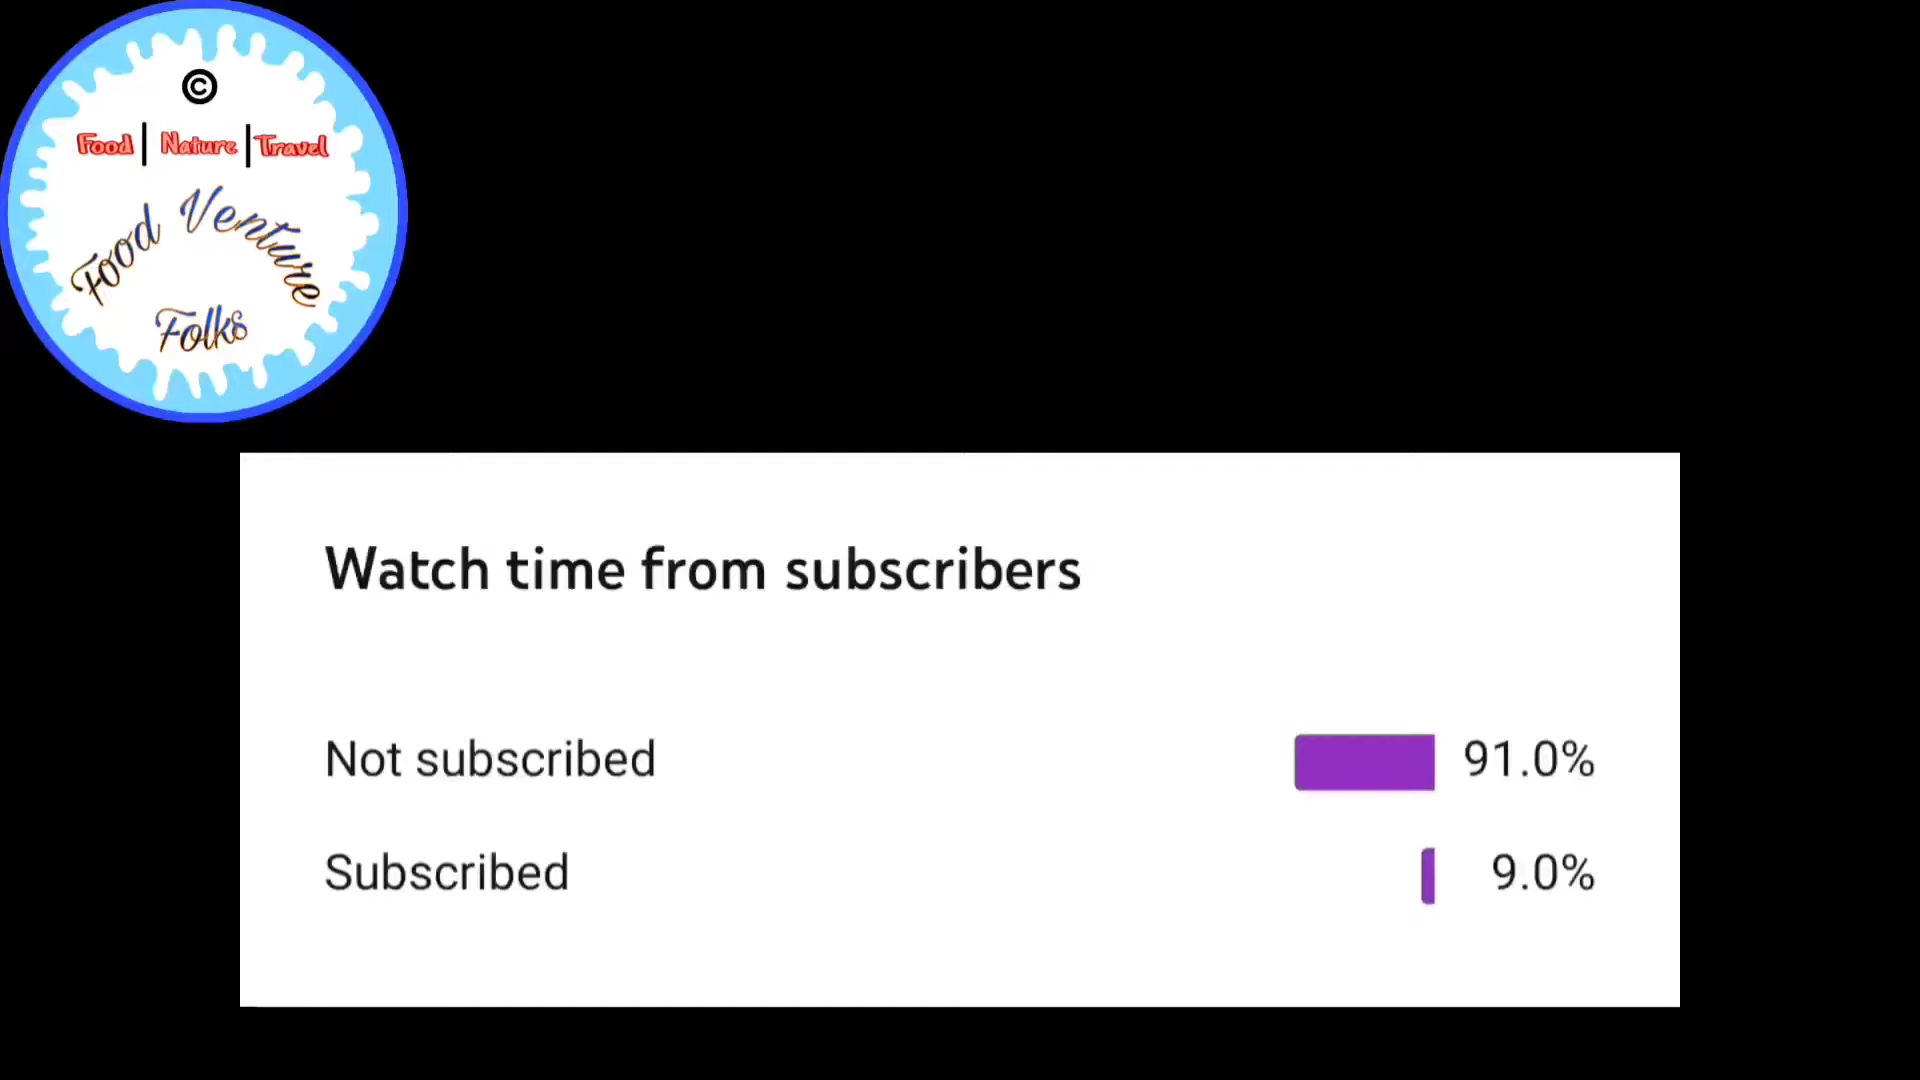 ©
Food | Nature | Travel
Food Venture
Folks
Watch time from subscribers
Not subscribed 91.0%
Subscribed 9.0%